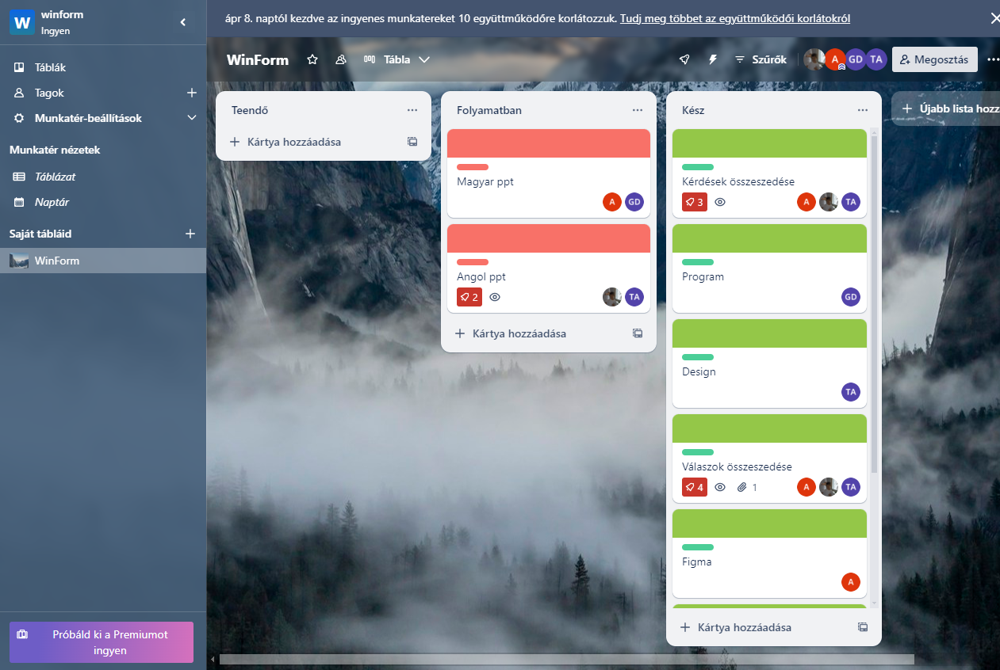 winform
Ingyen
Táblák
Tagok
Munkatér-beállítások
Munkatér nézetek
Táblázat
Naptár
Saját tábláid
WinForm
Próbáld ki a Premiumot
ingyen
ápr 8. naptól kezdve az ingyenes munkatereket 10 együttműködőre korlátozzuk. Tudj meg többet az együttműködői korlátokról
WinForm
Tábla
Szűrők
A
GD
TA
Megosztás
Teendő
Kártya hozzáadása
Folyamatban
Magyar ppt
A GD
Angol ppt
2
TA
Kártya hozzáadása
Kész
Kérdések összeszedése
3
A TA
Program
GD
Design
TA
Válaszok összeszedése
4 1
A TA
Figma
A
Kártya hozzáadása
Újabb lista hozz
W